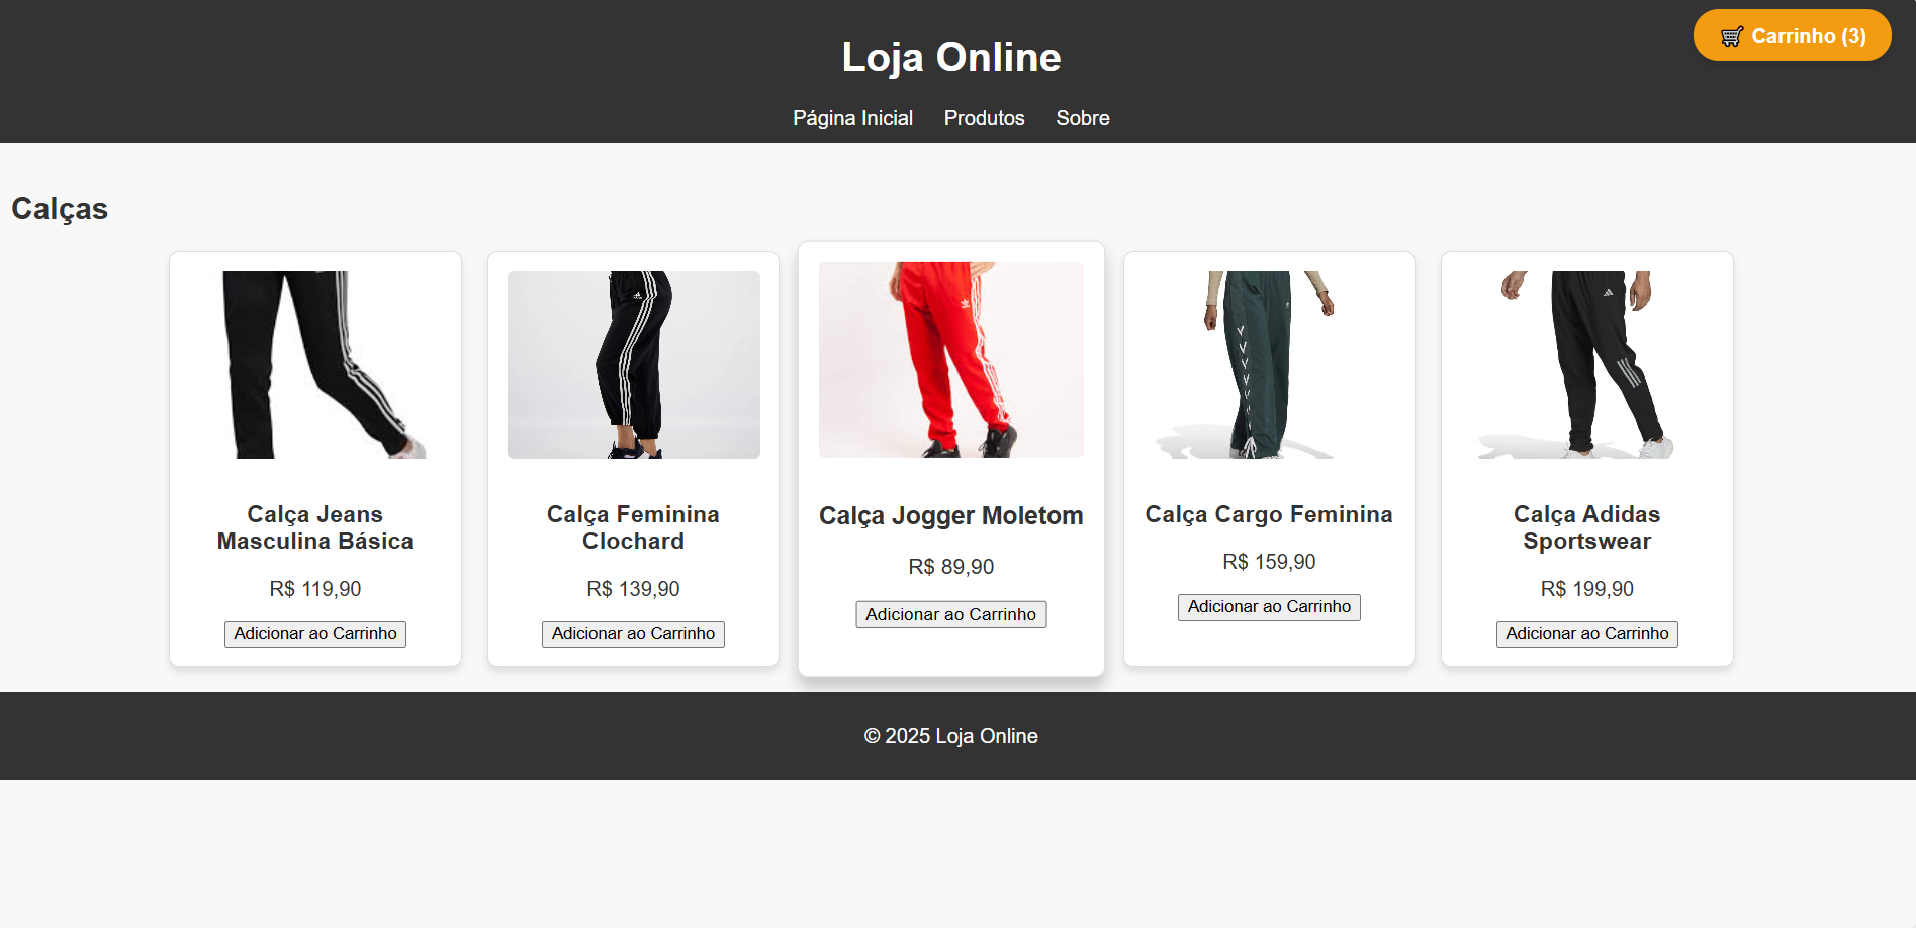 Loja Online
Carrinho (3)
Página Inicial Produtos Sobre
Calças
Calça Jeans
Masculina Básica
R$ 119,90
Adicionar ao Carrinho
Calça Feminina
Clochard
R$ 139,90
Adicionar ao Carrinho
Calça Jogger Moletom
R$ 89,90
Adicionar ao Carrinho
Calça Cargo Feminina
R$ 159,90
Adicionar ao Carrinho
Calça Adidas
Sportswear
R$ 199,90
Adicionar ao Carrinho
© 2025 Loja Online